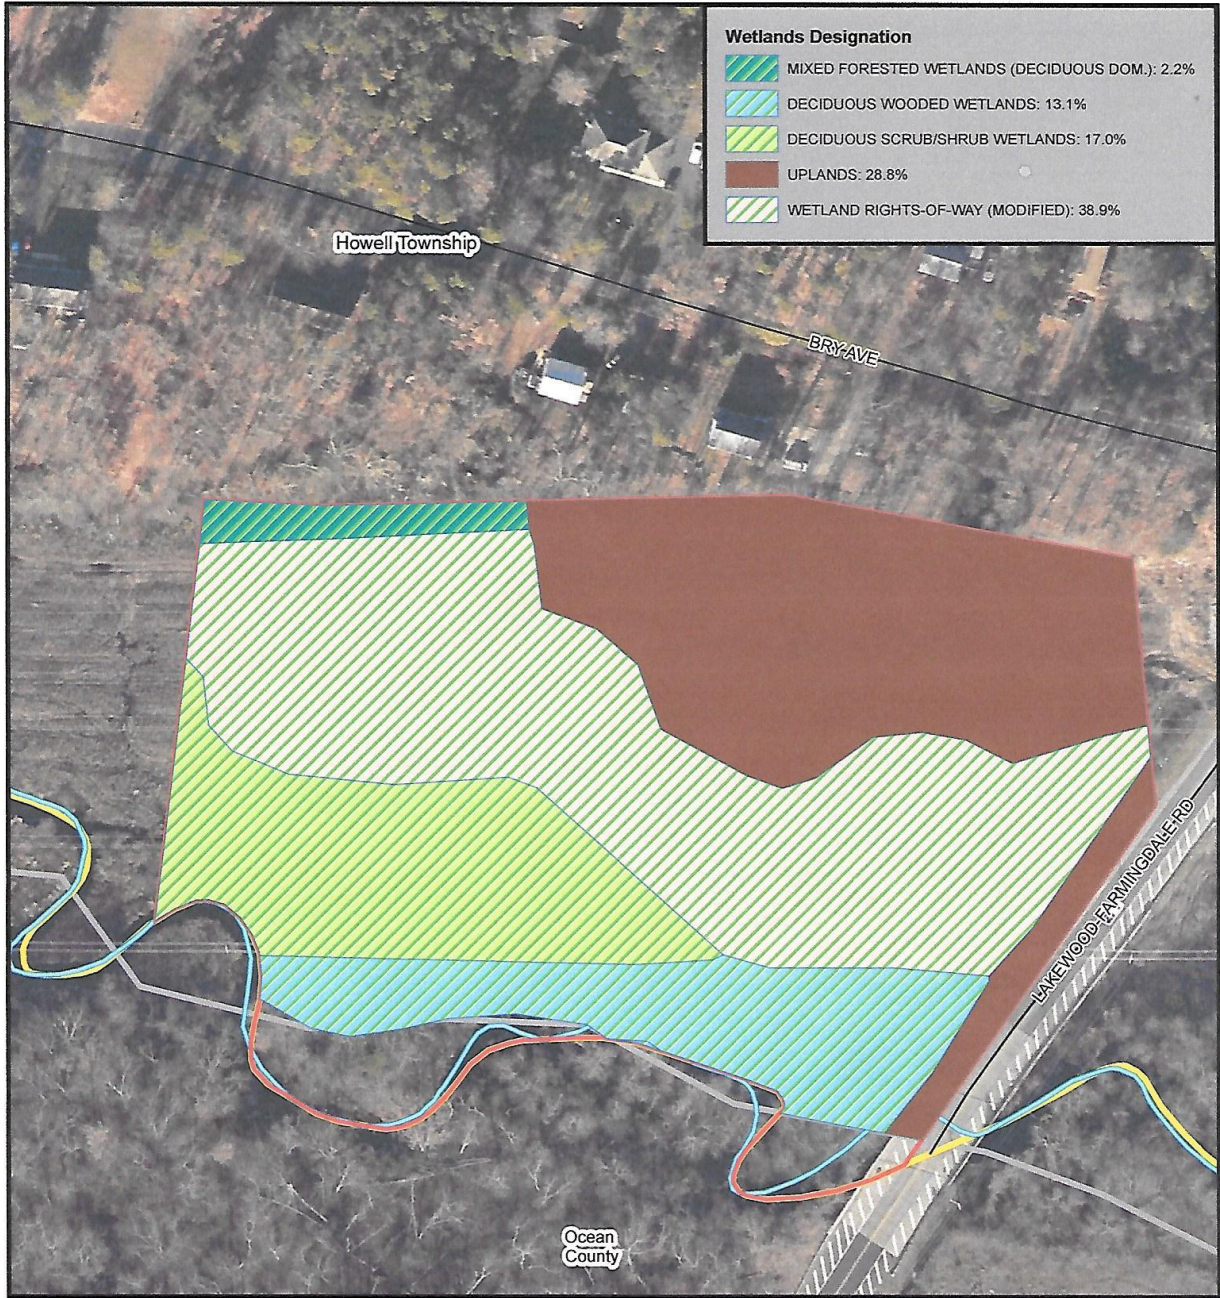 Wetlands Designation
MIXED FORESTED WETLANDS (DECIDUOUS DOM.): 2.2%
DECIDUOUS WOODED WETLANDS: 13.1%
DECIDUOUS SCRUB/SHRUB WETLANDS: 17.0%
UPLANDS: 28.8%
WETLAND RIGHTS-OF-WAY (MODIFIED): 38.9%
Howell Township
BRY AVE
LAKEWOOD-FARMINGDALE RD
Ocean
County